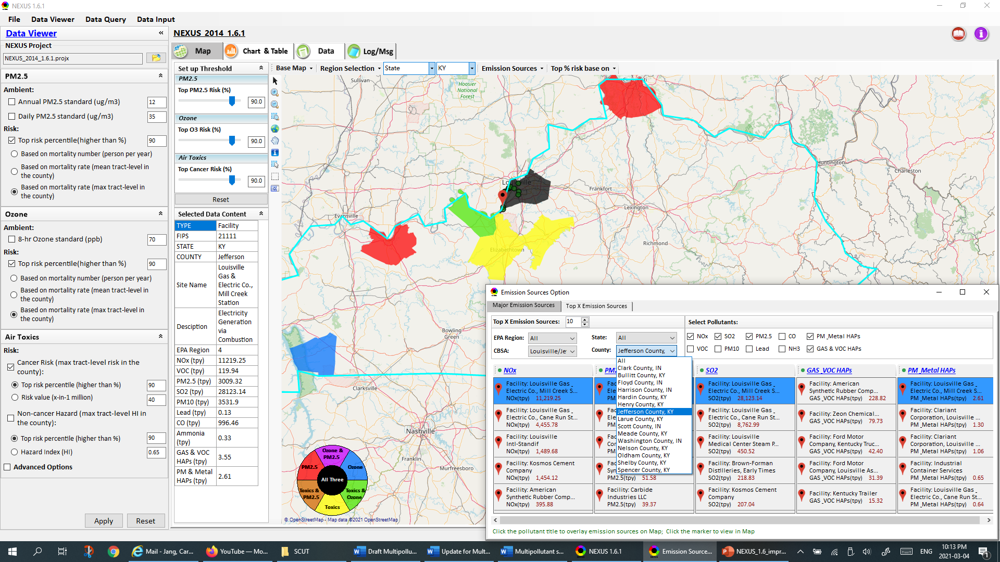 NEXUS 1.6.1
File Data Viewer Data Query Data Input
Data Viewer «
NEXUS Project
NEXUS_2014_1.6.1.projx
PM2.5
Ambient:
Annual PM2.5 standard (ug/m3) 12
Daily PM2.5 standard (ug/m3) 35
Risk:
Top risk percentile(higher than %) 90
Based on mortality number (person per year)
Based on mortality rate (mean tract-level in
the county)
Based on mortality rate (max tract-level in
the county)
Ozone
Ambient:
8-hr Ozone standard (ppb) 70
Risk:
Top risk percentile(higher than %) 90
Based on mortality number (person per year)
Based on mortality rate (mean tract-level in
the county)
Based on mortality rate (max tract-level in
the county)
Air Toxics
Risk:
Cancer Risk (max tract-level risk in the
county):
Top risk percentile (higher than %) 90
Risk value (x-in-1 million) 40
Non-cancer Hazard (max tract-level HI in
the county):
Top risk percentile (higher than %) 90
Hazard Index (HI) 0.65
Advanced Options
Apply Reset
NEXUS_2014_1.6.1
Map Chart & Table Data Log/Msg
Set up Threshold
PM2.5
Top PM2.5 Risk (%)
90.0
Ozone
Top O3 Risk (%)
90.0
Air Toxics
Top Cancer Risk (%)
90.0
Reset
Selected Data Content
TYPE Facility
FIPS 21111
STATE KY
COUNTY Jefferson
Site Name Louisville
Gas &
Electric Co.,
Mill Creek
Station
Desciption Electricity
Generation
via
Combustion
EPA Region 4
NOx (tpy) 11219.25
VOC (tpy) 119.94
PM2.5 (tpy) 3009.32
SO2 (tpy) 28123.14
PM10 (tpy) 3531.9
Lead (tpy) 0.13
CO (tpy) 996.46
Ammonia
(tpy) 0.33
GAS & VOC
HAPs (tpy) 3.55
PM & Metal
HAPs (tpy) 2.61
Base Map Region Selection State KY Emission Sources Top % risk base on
Sullivan
Hoosier
National
Forest
Cincinnati
Huntington
Charleston
Louisville
Frankfort
Lexington
Evansville
Richmond
Elizabethtown
Bowling
Green
Clarksville
Nashville
Franklin
Murfreesboro
Ozone &
PM2.5
PM2.5
Ozone
All Three
Toxics &
PM2.5
Toxics &
Ozone
Toxics
© OpenStreetMap - Map data ©2021 OpenStreetMap
Emission Sources Option
Major Emission Sources Top X Emission Sources
Top X Emission Sources: 10
EPA Region: All State: All
CBSA: Louisville/Je County: Jefferson County,
Select Pollutants:
NOx SO2 PM2.5 CO PM_Metal HAPs
VOC PM10 Lead NH3 GAS & VOC HAPs
All
Clark County, IN
Bullitt County, KY
Floyd County, IN
Harrison County, IN
Hardin County, KY
Henry County, KY
Jefferson County, KY
Larue County, KY
Scott County, IN
Meade County, KY
Washington County, IN
Nelson County, KY
Oldham County, KY
Shelby County, KY
Spencer County, KY
NOx
Facility: Louisville Gas _
Electric Co., Mill Creek S...
NOx(tpy) 11,219.25
Facility: Louisville Gas _
Electric Co., Cane Run St...
NOx(tpy) 4,455.78
Facility: Louisville
Intl-Standif
NOx(tpy) 1,489.68
Facility: Kosmos Cement
Company
NOx(tpy) 1,454.12
Facility: American
Synthetic Rubber Comp...
NOx(tpy) 395.88
PM2
PM2.5(tpy) 51.58
Facility: Carbide
Industries LLC
PM2.5(tpy) 39.37
SO2
Facility: Louisville Gas _
Electric Co., Mill Creek S...
SO2(tpy) 28,123.14
Facility: Louisville Gas _
Electric Co., Cane Run St...
SO2(tpy) 8,762.99
Facility: Louisville
Medical Center Steam P...
SO2(tpy) 450.52
Facility: Brown-Forman
Distilleries, Early Times
SO2(tpy) 218.83
Facility: Kosmos Cement
Company
SO2(tpy) 207.04
GAS_VOC HAPs
Facility: American
Synthetic Rubber Comp...
GAS_VOC HAPs(tpy) 228.82
Facility: Zeon Chemical...
GAS_VOC HAPs(tpy) 79.73
Facility: Ford Motor
Company, Kentucky Truc...
GAS_VOC HAPs(tpy) 42.40
Facility: Ford Motor
Company, Louisville As...
GAS_VOC HAPs(tpy) 31.39
Facility: Kentucky Trailer
GAS_VOC HAPs(tpy) 15.32
PM_Metal HAPs
Facility: Louisville Gas _
Electric Co., Mill Creek S...
PM_Metal HAPs(tpy) 2.61
Facility: Clariant
Corporation, Louisville ...
PM_Metal HAPs(tpy) 1.30
Facility: Clariant
Corporation, Louisville ...
PM_Metal HAPs(tpy) 1.06
Facility: Industrial
Container Services
PM_Metal HAPs(tpy) 0.65
Facility: Louisville Gas _
Electric Co., Cane Run St...
PM_Metal HAPs(tpy) 0.64
Click the pollutant title to overlay emission sources on Map; Click the marker to view in Map
Mail - Jang, Car... YouTube — Mo... SCUT Draft Multipollu... Update for Mult... Multipollutant s... NEXUS 1.6.1 Emission Source... NEXUS_1.6_impr... ENG 10:13 PM
2021-03-04
1